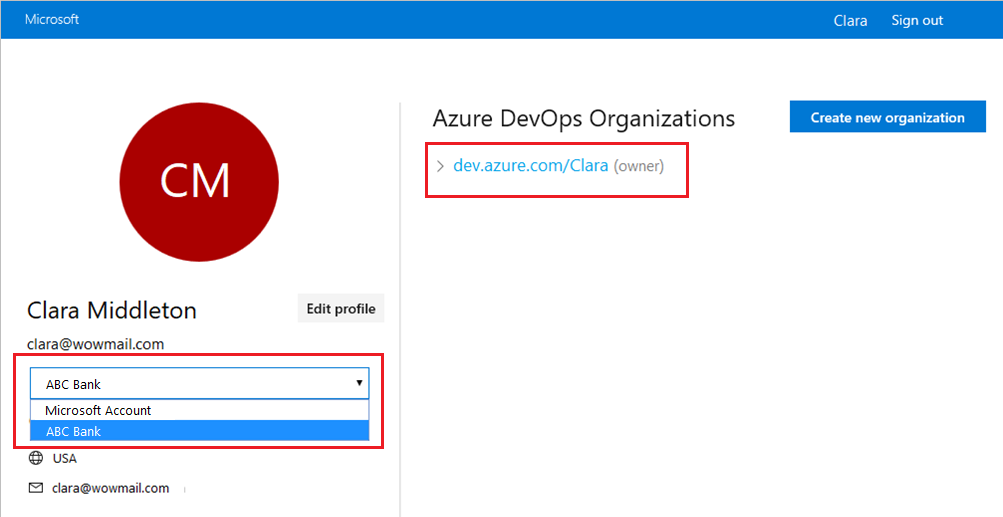 Microsoft
Clara Sign out
CM
Clara Middleton
Edit profile
clara@wowmail.com
ABC Bank
Microsoft Account
ABC Bank
USA
clara@wowmail.com
Azure DevOps Organizations
Create new organization
dev.azure.com/Clara (owner)